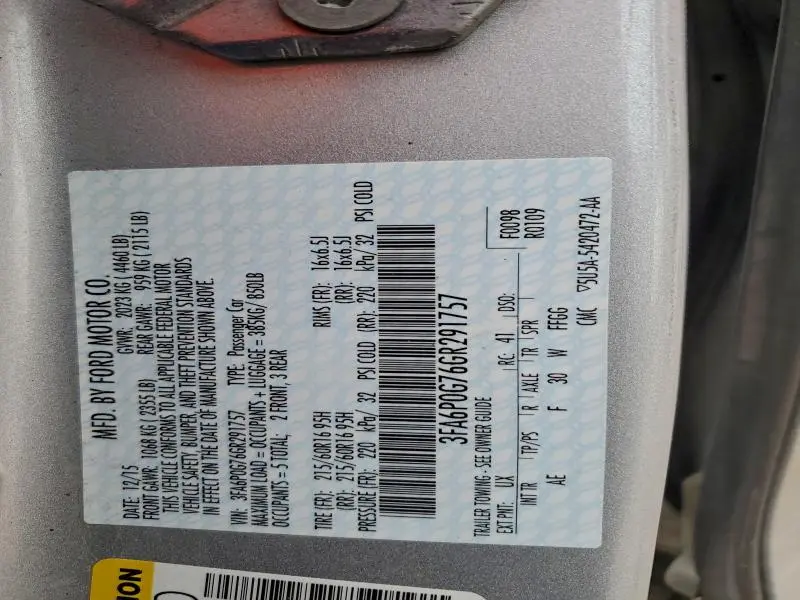 MFD. BY FORD MOTOR CO.
DATE: 12/15 GVWR: 2023 KG (4460 LB)
FRONT GAWR: 1068 KG (2355 LB) REAR GAWR: 959 KG (2115 LB)
THIS VEHICLE CONFORMS TO ALL APPLICABLE FEDERAL MOTOR
VEHICLE SAFETY, BUMPER, AND THEFT PREVENTION STANDARDS
IN EFFECT ON THE DATE OF MANUFACTURE SHOWN ABOVE.
VIN: 3FA6P0G76GR291757 TYPE: Passenger Car
MAXIMUM LOAD = OCCUPANTS + LUGGAGE = 385KG/ 850LB
OCCUPANTS = 5 TOTAL; 2 FRONT, 3 REAR
TIRE (FR): 215/60R16 95H RIMS (FR): 16x6.5J
(RR): 215/60R16 95H (RR): 16x6.5J
PRESSURE (FR): 220 kPa/ 32 PSI COLD (RR): 220 kPa/ 32 PSI COLD
3FA6P0G76GR291757
TRAILER TOWING - SEE OWNER GUIDE F0098
EXT PNT: UX RC: 41 DSO: R0109
INT TR TP/PS R AXLE TR SPR
AE F 30 W FFGG
CMC ▽5U5A-5420472-AA